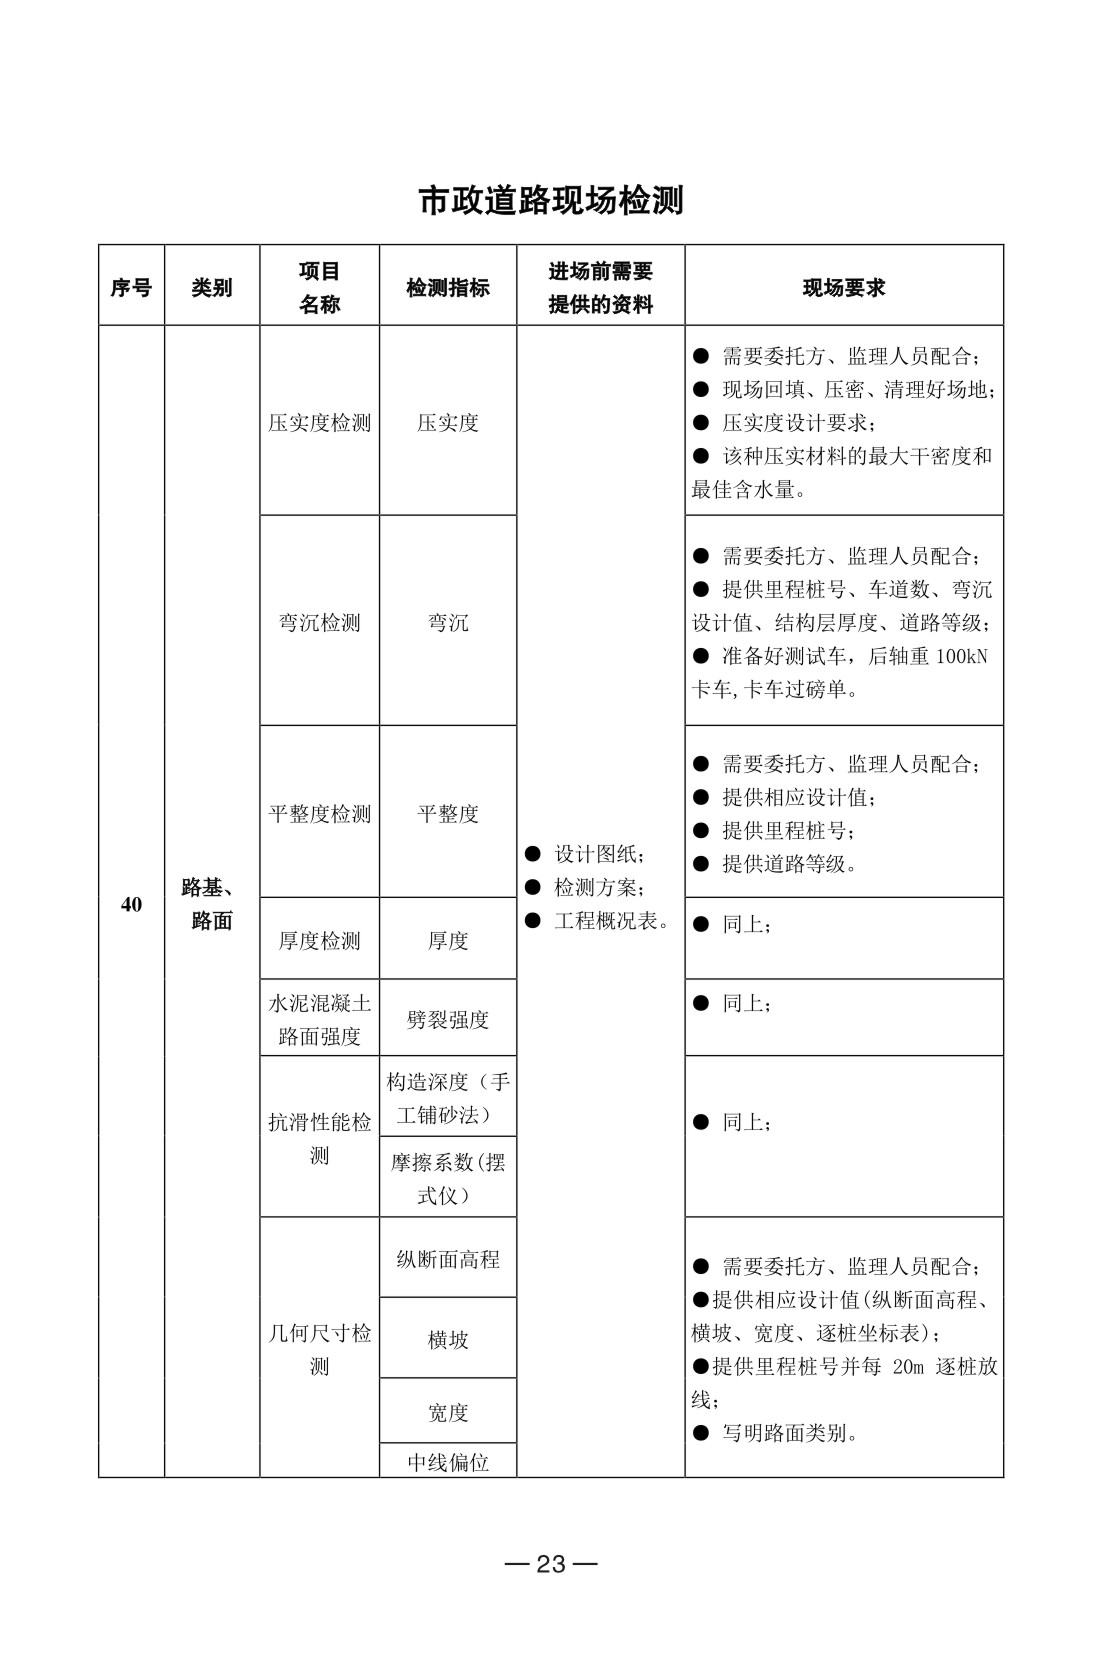 市政道路现场检测
序号
类别
项目
名称
检测指标
进场前需要
提供的资料
现场要求
40
路基、
路面
压实度检测
压实度
● 设计图纸；
● 检测方案；
● 工程概况表。
● 需要委托方、监理人员配合；
● 现场回填、压密、清理好场地；
● 压实度设计要求；
● 该种压实材料的最大干密度和
最佳含水量。
弯沉检测
弯沉
● 需要委托方、监理人员配合；
● 提供里程桩号、车道数、弯沉
设计值、结构层厚度、道路等级；
● 准备好测试车，后轴重 100kN
卡车,卡车过磅单。
平整度检测
平整度
● 需要委托方、监理人员配合；
● 提供相应设计值；
● 提供里程桩号；
● 提供道路等级。
厚度检测
厚度
● 同上；
水泥混凝土
路面强度
劈裂强度
● 同上；
抗滑性能检
测
构造深度（手
工铺砂法）
摩擦系数(摆
式仪）
● 同上；
几何尺寸检
测
纵断面高程
横坡
宽度
中线偏位
● 需要委托方、监理人员配合；
●提供相应设计值(纵断面高程、
横坡、宽度、逐桩坐标表)；
●提供里程桩号并每 20m 逐桩放
线；
● 写明路面类别。
— 23 —